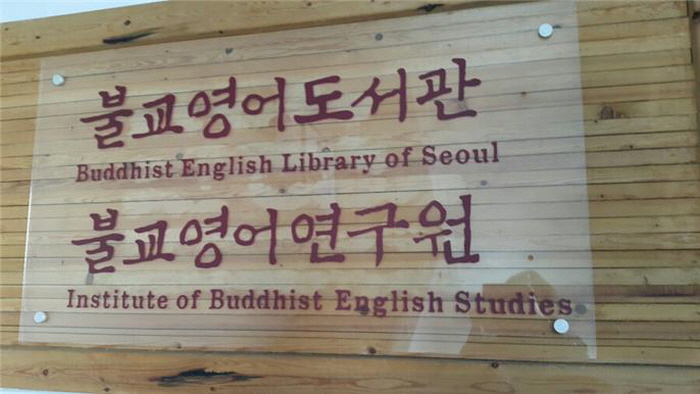 불교영어도서관
Buddhist English Library of Seoul
불교영어연구원
Institute of Buddhist English Studies